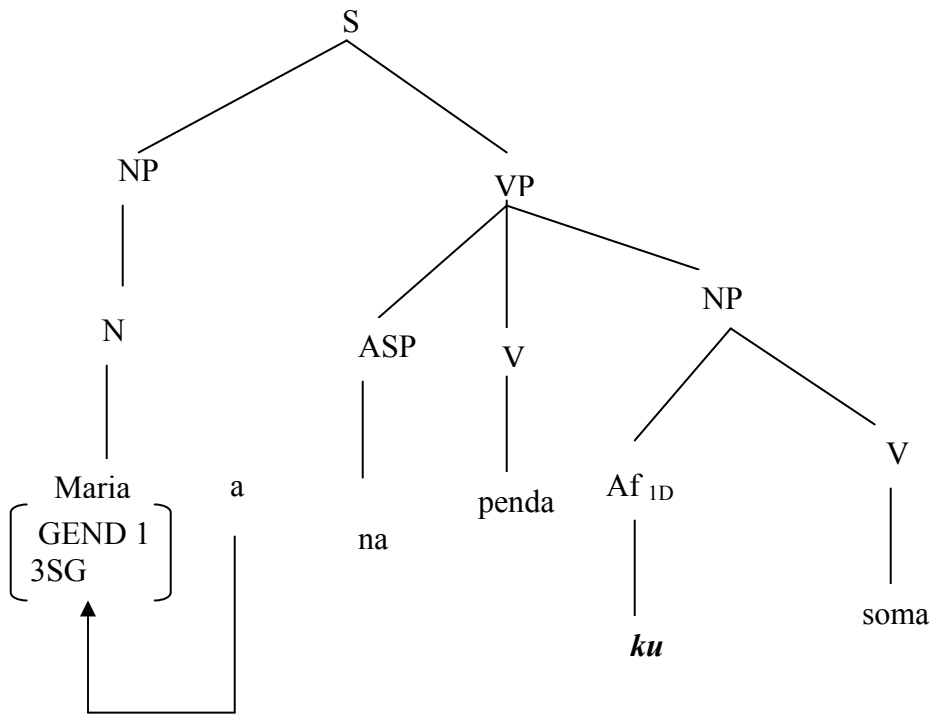 S
NP
VP
NP
N
ASP
V
V
Maria
a
Af 1D
penda
GEND 1
na
3SG
soma
ku